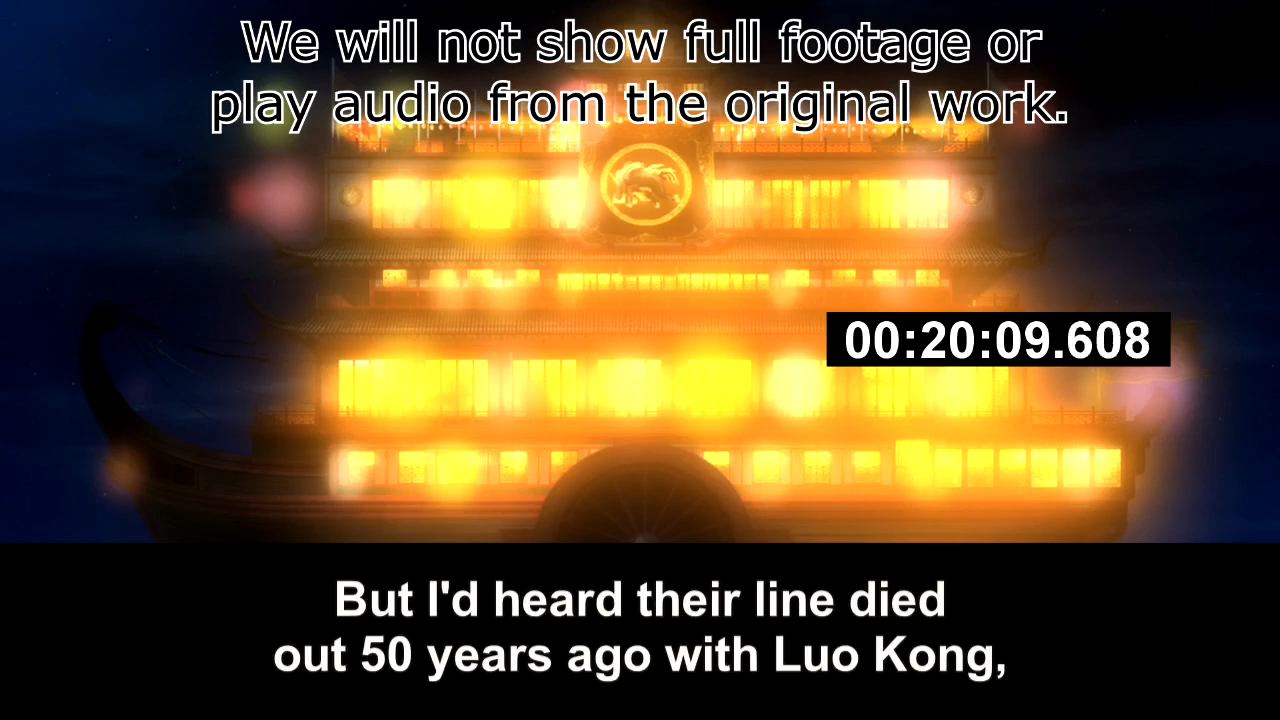 We will not show full footage or
play audio from the original work.
00:20:09.608
But I'd heard their line died
out 50 years ago with Luo Kong,